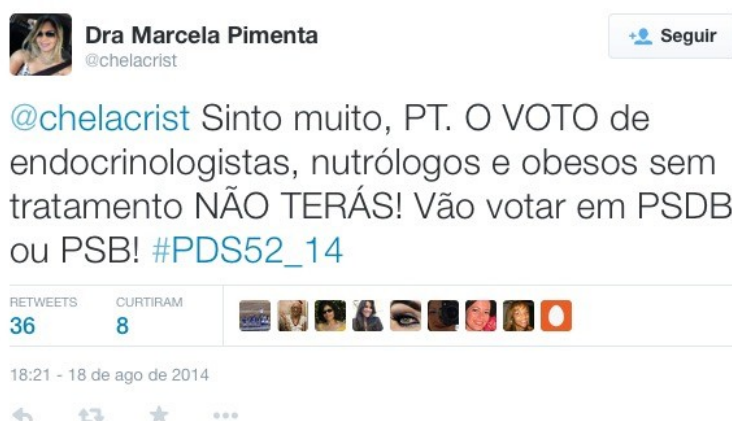 Dra Marcela Pimenta
@chelacrist
Seguir
@chelacrist Sinto muito, PT. O VOTO de
endocrinologistas, nutrólogos e obesos sem
tratamento NÃO TERÁS! Vão votar em PSDB
ou PSB! #PDS52_14
RETWEETS CURTIRAM
36 8
18:21 - 18 de ago de 2014